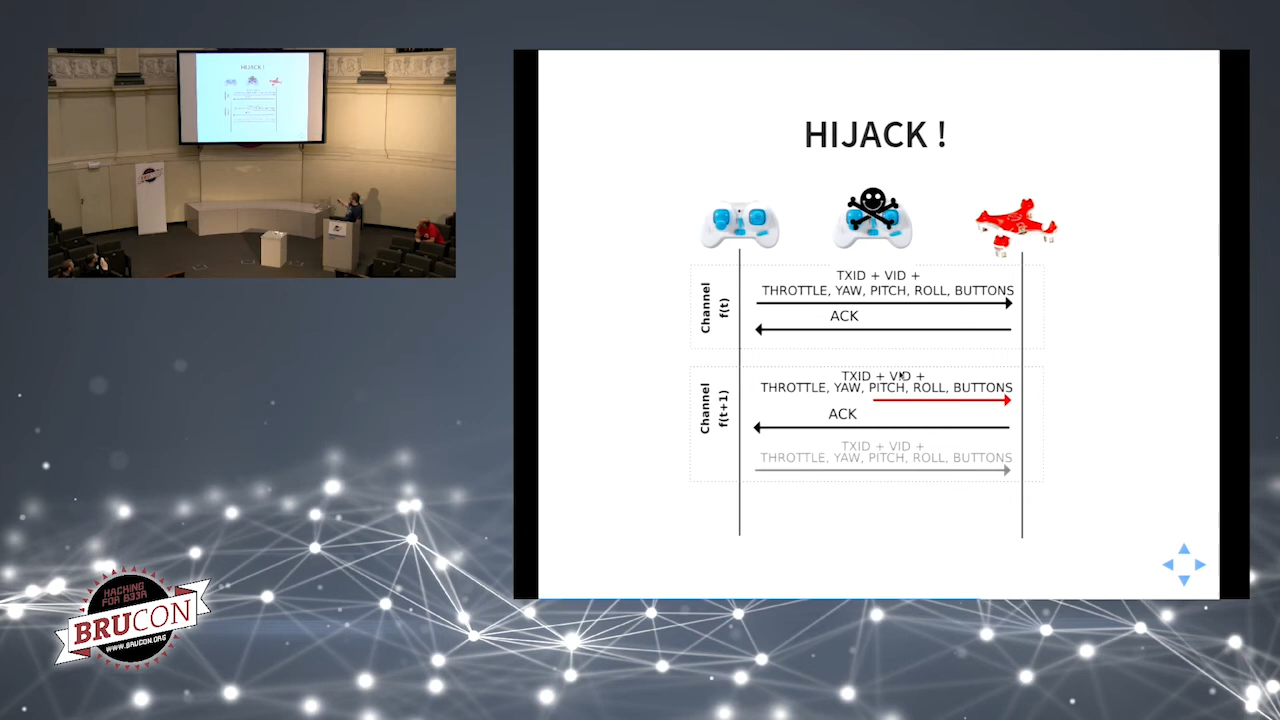 HIJACK !
HIJACK !
Channel
f(t)
TXID + VID +
THROTTLE, YAW, PITCH, ROLL, BUTTONS
ACK
Channel
f(t+1)
TXID + VID +
THROTTLE, YAW, PITCH, ROLL, BUTTONS
ACK
TXID + VID +
THROTTLE, YAW, PITCH, ROLL, BUTTONS
HACKING
FOR B33R
BRUCON
WWW.BRUCON.ORG